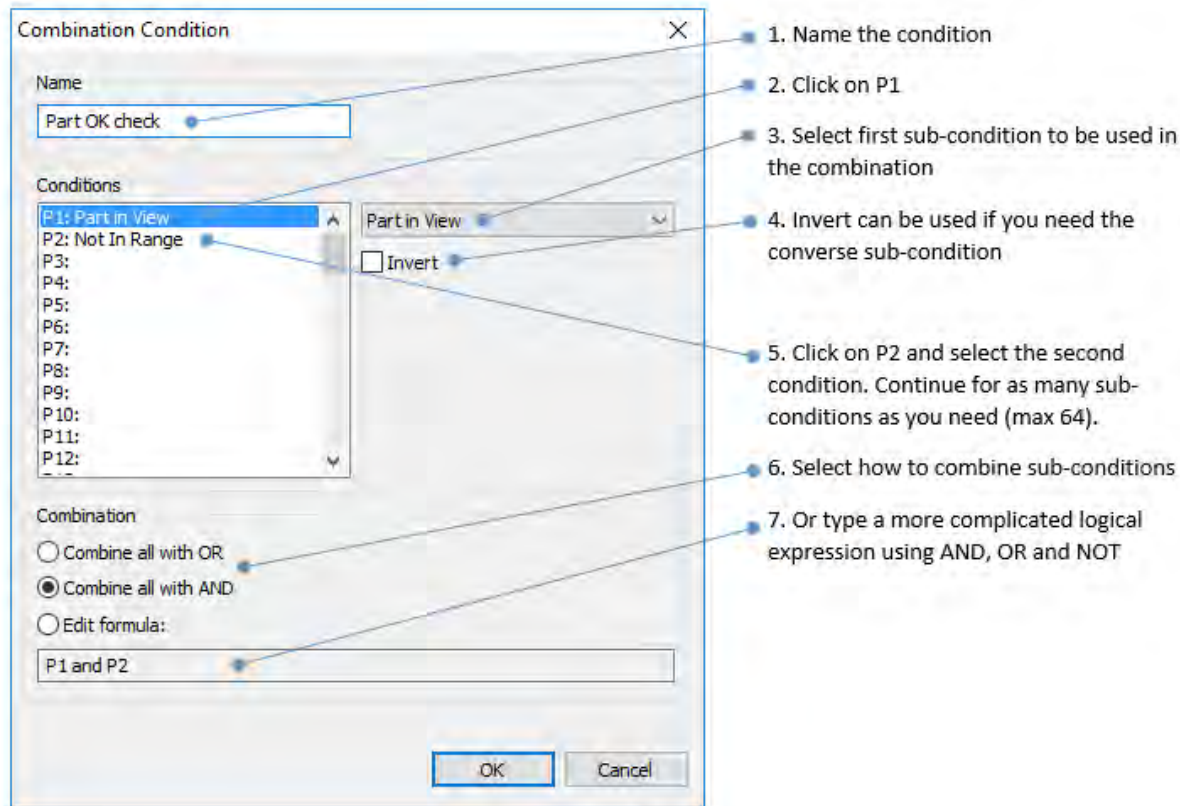 Combination Condition
1. Name the condition
Name
2. Click on P1
Part OK check
3. Select first sub-condition to be used in
the combination
Conditions
P1: Part in View
Part in View
4. Invert can be used if you need the
converse sub-condition
P2: Not In Range
Invert
P3:
P4:
P5:
P6:
P7:
P8:
P9:
P10:
P11:
P12:
5. Click on P2 and select the second
condition. Continue for as many sub-
conditions as you need (max 64).
6. Select how to combine sub-conditions
Combination
7. Or type a more complicated logical
expression using AND, OR and NOT
Combine all with OR
Combine all with AND
Edit formula:
P1 and P2
OK
Cancel